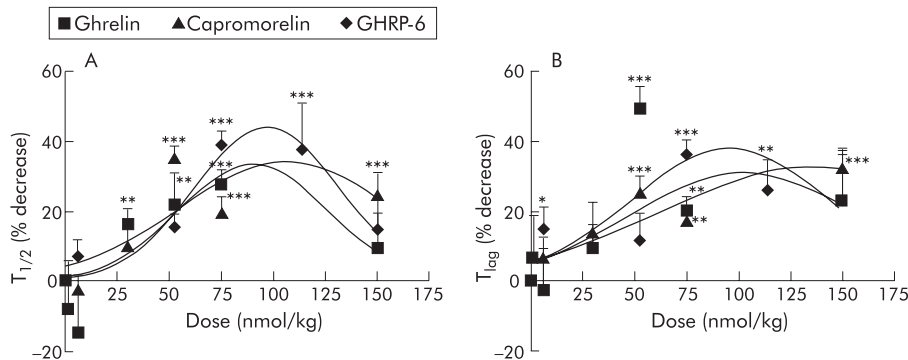 Ghrelin Capromorelin GHRP-6
A
60
40
20
0
–20
T1/2 (% decrease)
***
***
***
***
***
**
**
***
25 50 75 100 125 150 175
Dose (nmol/kg)
B
60
40
20
0
–20
Tlag (% decrease)
***
***
**
***
***
**
*
**
25 50 75 100 125 150 175
Dose (nmol/kg)